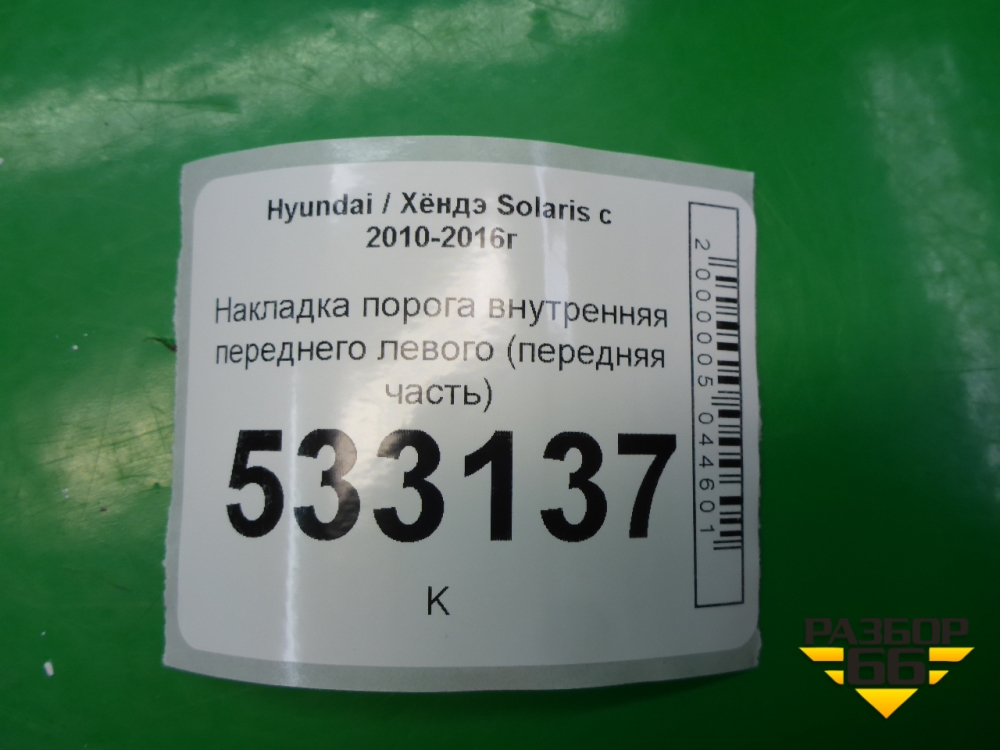 Hyundai / Хёндэ Solaris с
2010-2016г
Накладка порога внутренняя
переднего левого (передняя
часть)
533137
К
2000005044601
РАЗБОР
66